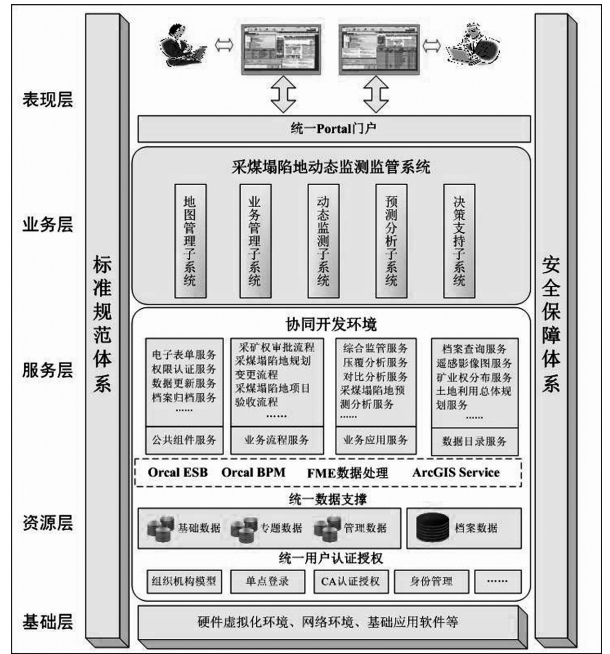 表现层
统一Portal门户
采煤塌陷地动态监测监管系统
业务层
地图管理子系统
业务管理子系统
动态监测子系统
预测分析子系统
决策支持子系统
标准规范体系
安全保障体系
协同开发环境
服务层
电子表单服务
权限认证服务
数据更新服务
档案归档服务
……
公共组件服务
采矿权审批流程
采煤塌陷地规划
变更流程
采煤塌陷地项目
验收流程
……
业务流程服务
综合监管服务
压覆分析服务
对比分析服务
采煤塌陷地预
测分析服务
……
业务应用服务
档案查询服务
遥感影像图服务
矿业权分布服务
土地利用总体规
划服务
……
数据目录服务
Orcal ESB Orcal BPM FME数据处理 ArcGIS Service
统一数据支撑
资源层
基础数据
专题数据
管理数据
档案数据
统一用户认证授权
组织机构模型
单点登录
CA认证授权
身份管理
……
基础层
硬件虚拟化环境、网络环境、基础应用软件等